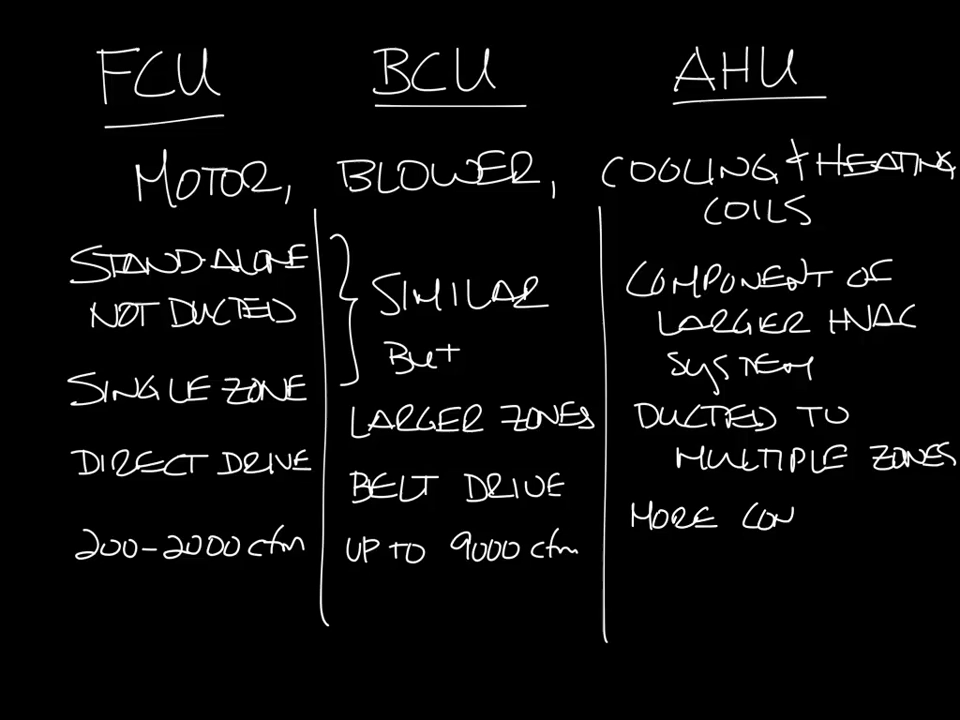 FCU BCU AHU
MOTOR, BLOWER, COOLING & HEATING
COILS
STAND-ALONE
NOT DUCTED
SINGLE ZONE
DIRECT DRIVE
200-2000 cfm
SIMILAR
But
LARGER ZONES
BELT DRIVE
UP TO 9000 cfm
COMPONENT OF
LARGER HVAC
SYSTEM
DUCTED TO
MULTIPLE ZONES
MORE CON